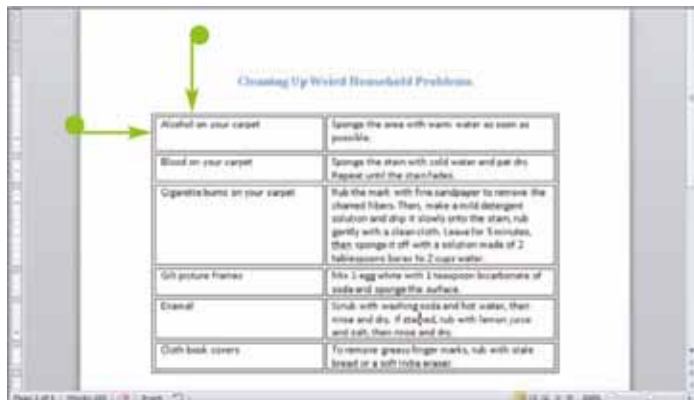 Cleaning Up Weird Household Problems
Alcohol on your carpet
Sponge the area with warm water as soon as
possible.
Blood on your carpet
Sponge the stain with cold water and pat dry.
Repeat until the stain fades.
Cigarette burns on your carpet
Rub the mark with fine sandpaper to remove the
charred fibers. Then, make a mild detergent
solution and drip it slowly onto the stain, rub
gently with a clean cloth. Leave for 5 minutes,
then sponge it off with a solution made of 2
tablespoons borax to 2 cups water.
Gilt picture frames
Mix 1 egg white with 1 teaspoon bicarbonate of
soda and sponge the surface.
Enamel
Scrub with washing soda and hot water, then
rinse and dry. If stained, rub with lemon juice
and salt, then rinse and dry.
Cloth book covers
To remove greasy finger marks, rub with stale
bread or a soft India eraser.